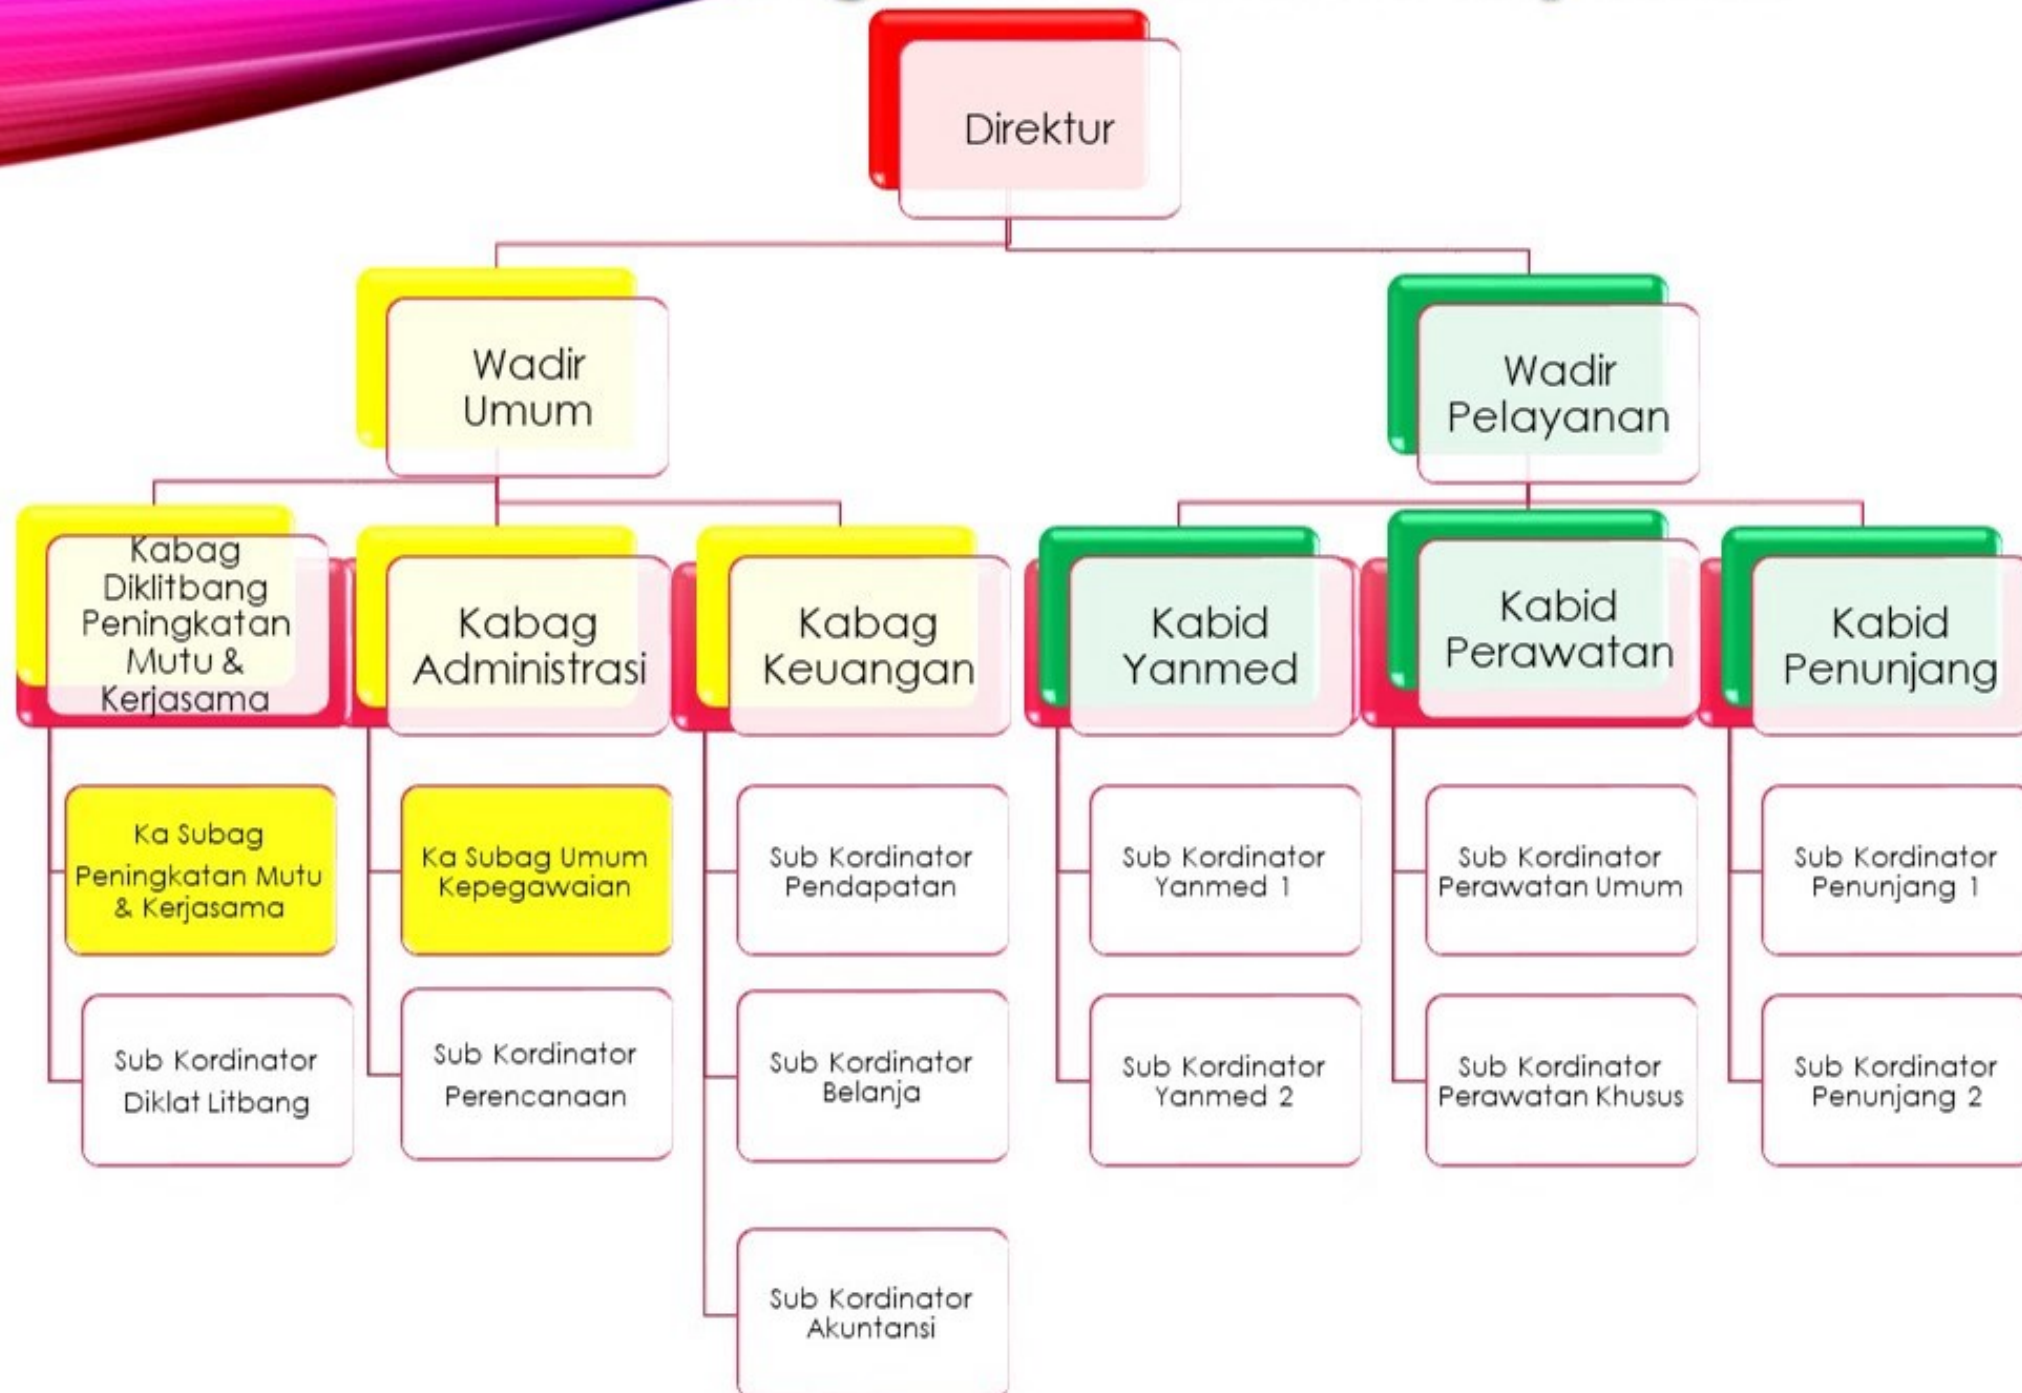 Direktur
Wadir
Umum
Wadir
Pelayanan
Kabag
Diklitbang
Peningkatan
Mutu &
Kerjasama
Kabag
Administrasi
Kabag
Keuangan
Kabid
Yanmed
Kabid
Perawatan
Kabid
Penunjang
Ka Subag
Peningkatan Mutu
& Kerjasama
Ka Subag Umum
Kepegawaian
Sub Kordinator
Pendapatan
Sub Kordinator
Yanmed 1
Sub Kordinator
Perawatan Umum
Sub Kordinator
Penunjang 1
Sub Kordinator
Diklat Litbang
Sub Kordinator
Perencanaan
Sub Kordinator
Belanja
Sub Kordinator
Yanmed 2
Sub Kordinator
Perawatan Khusus
Sub Kordinator
Penunjang 2
Sub Kordinator
Akuntansi